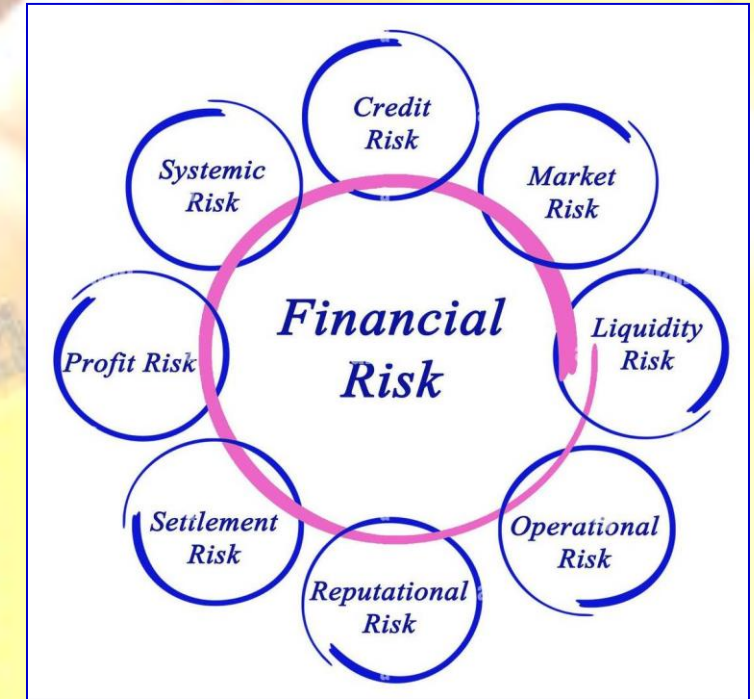 Financial
Risk
Credit
Risk
Market
Risk
Liquidity
Risk
Operational
Risk
Reputational
Risk
Settlement
Risk
Profit Risk
Systemic
Risk